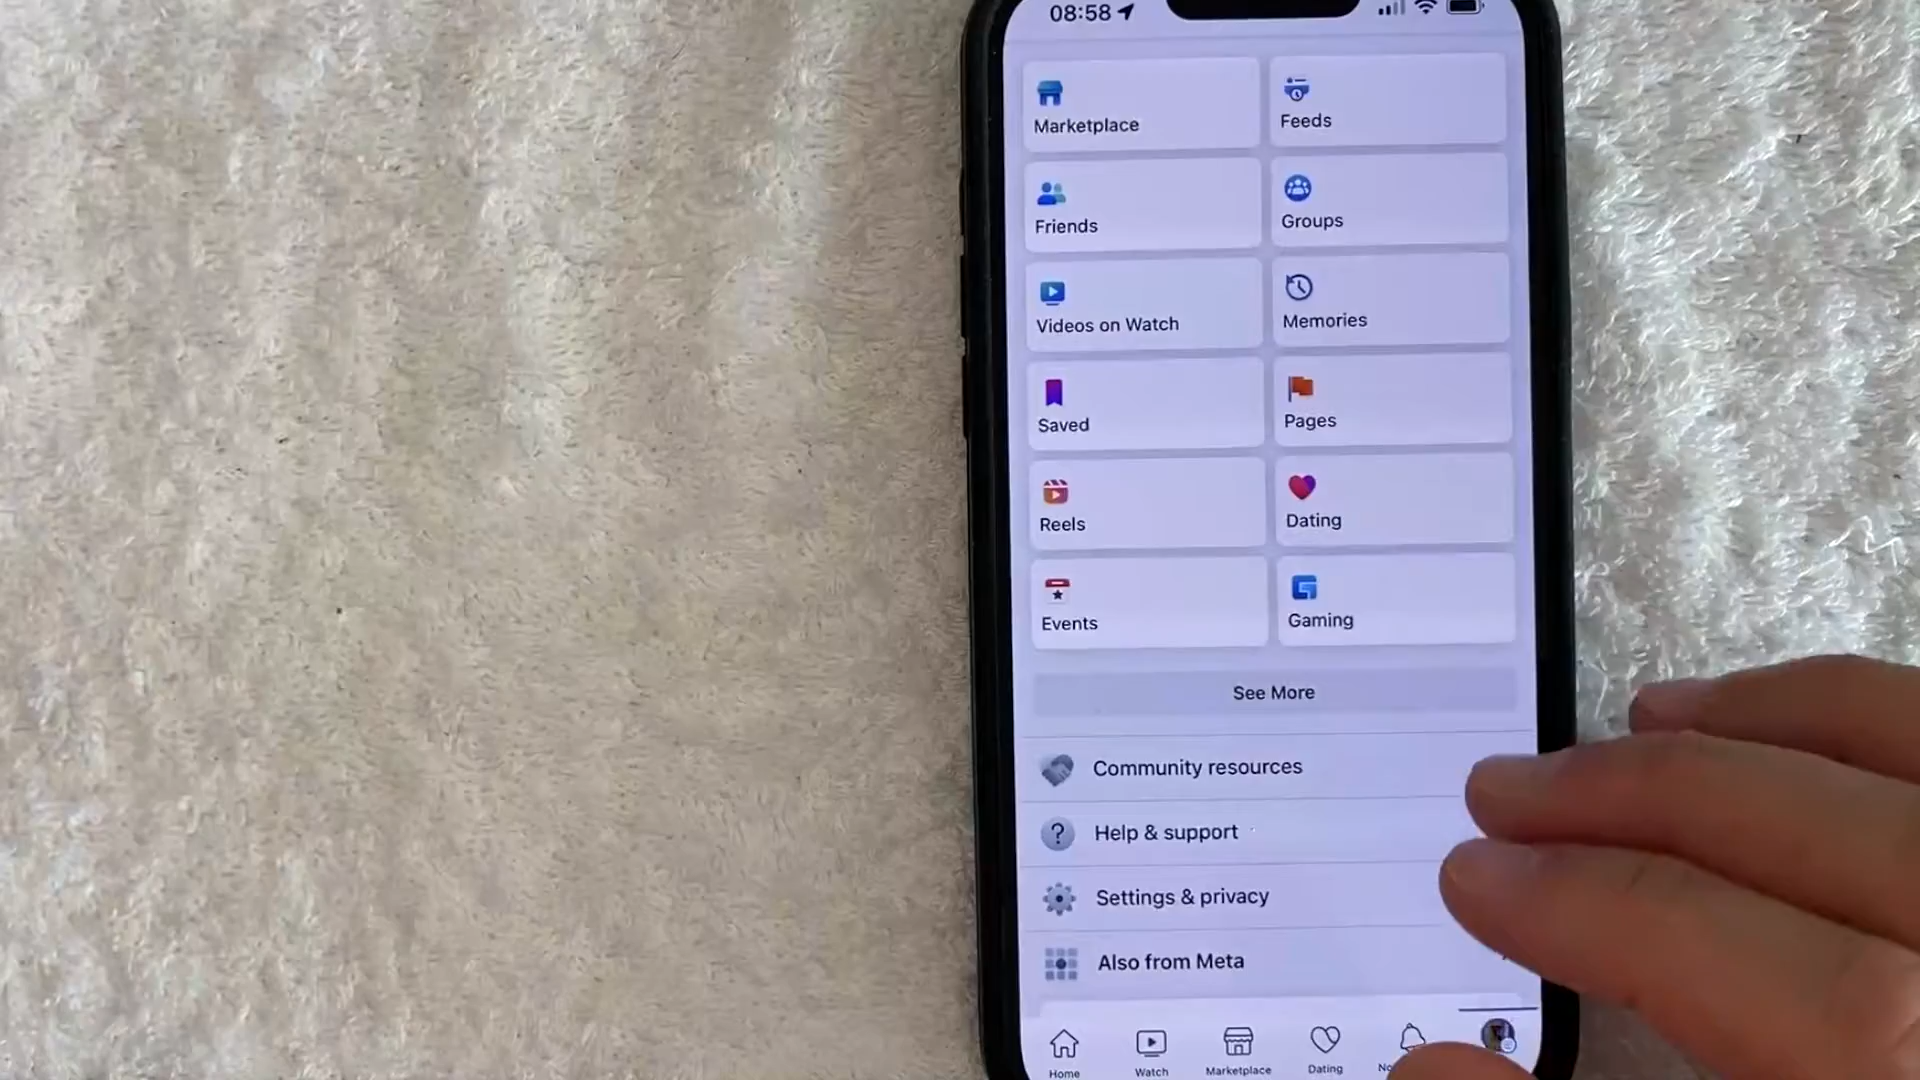 08:58
Marketplace
Feeds
Friends
Groups
Videos on Watch
Memories
Saved
Pages
Reels
Dating
Events
Gaming
See More
Community resources
Help & support
Settings & privacy
Also from Meta
Home
Watch
Marketplace
Dating